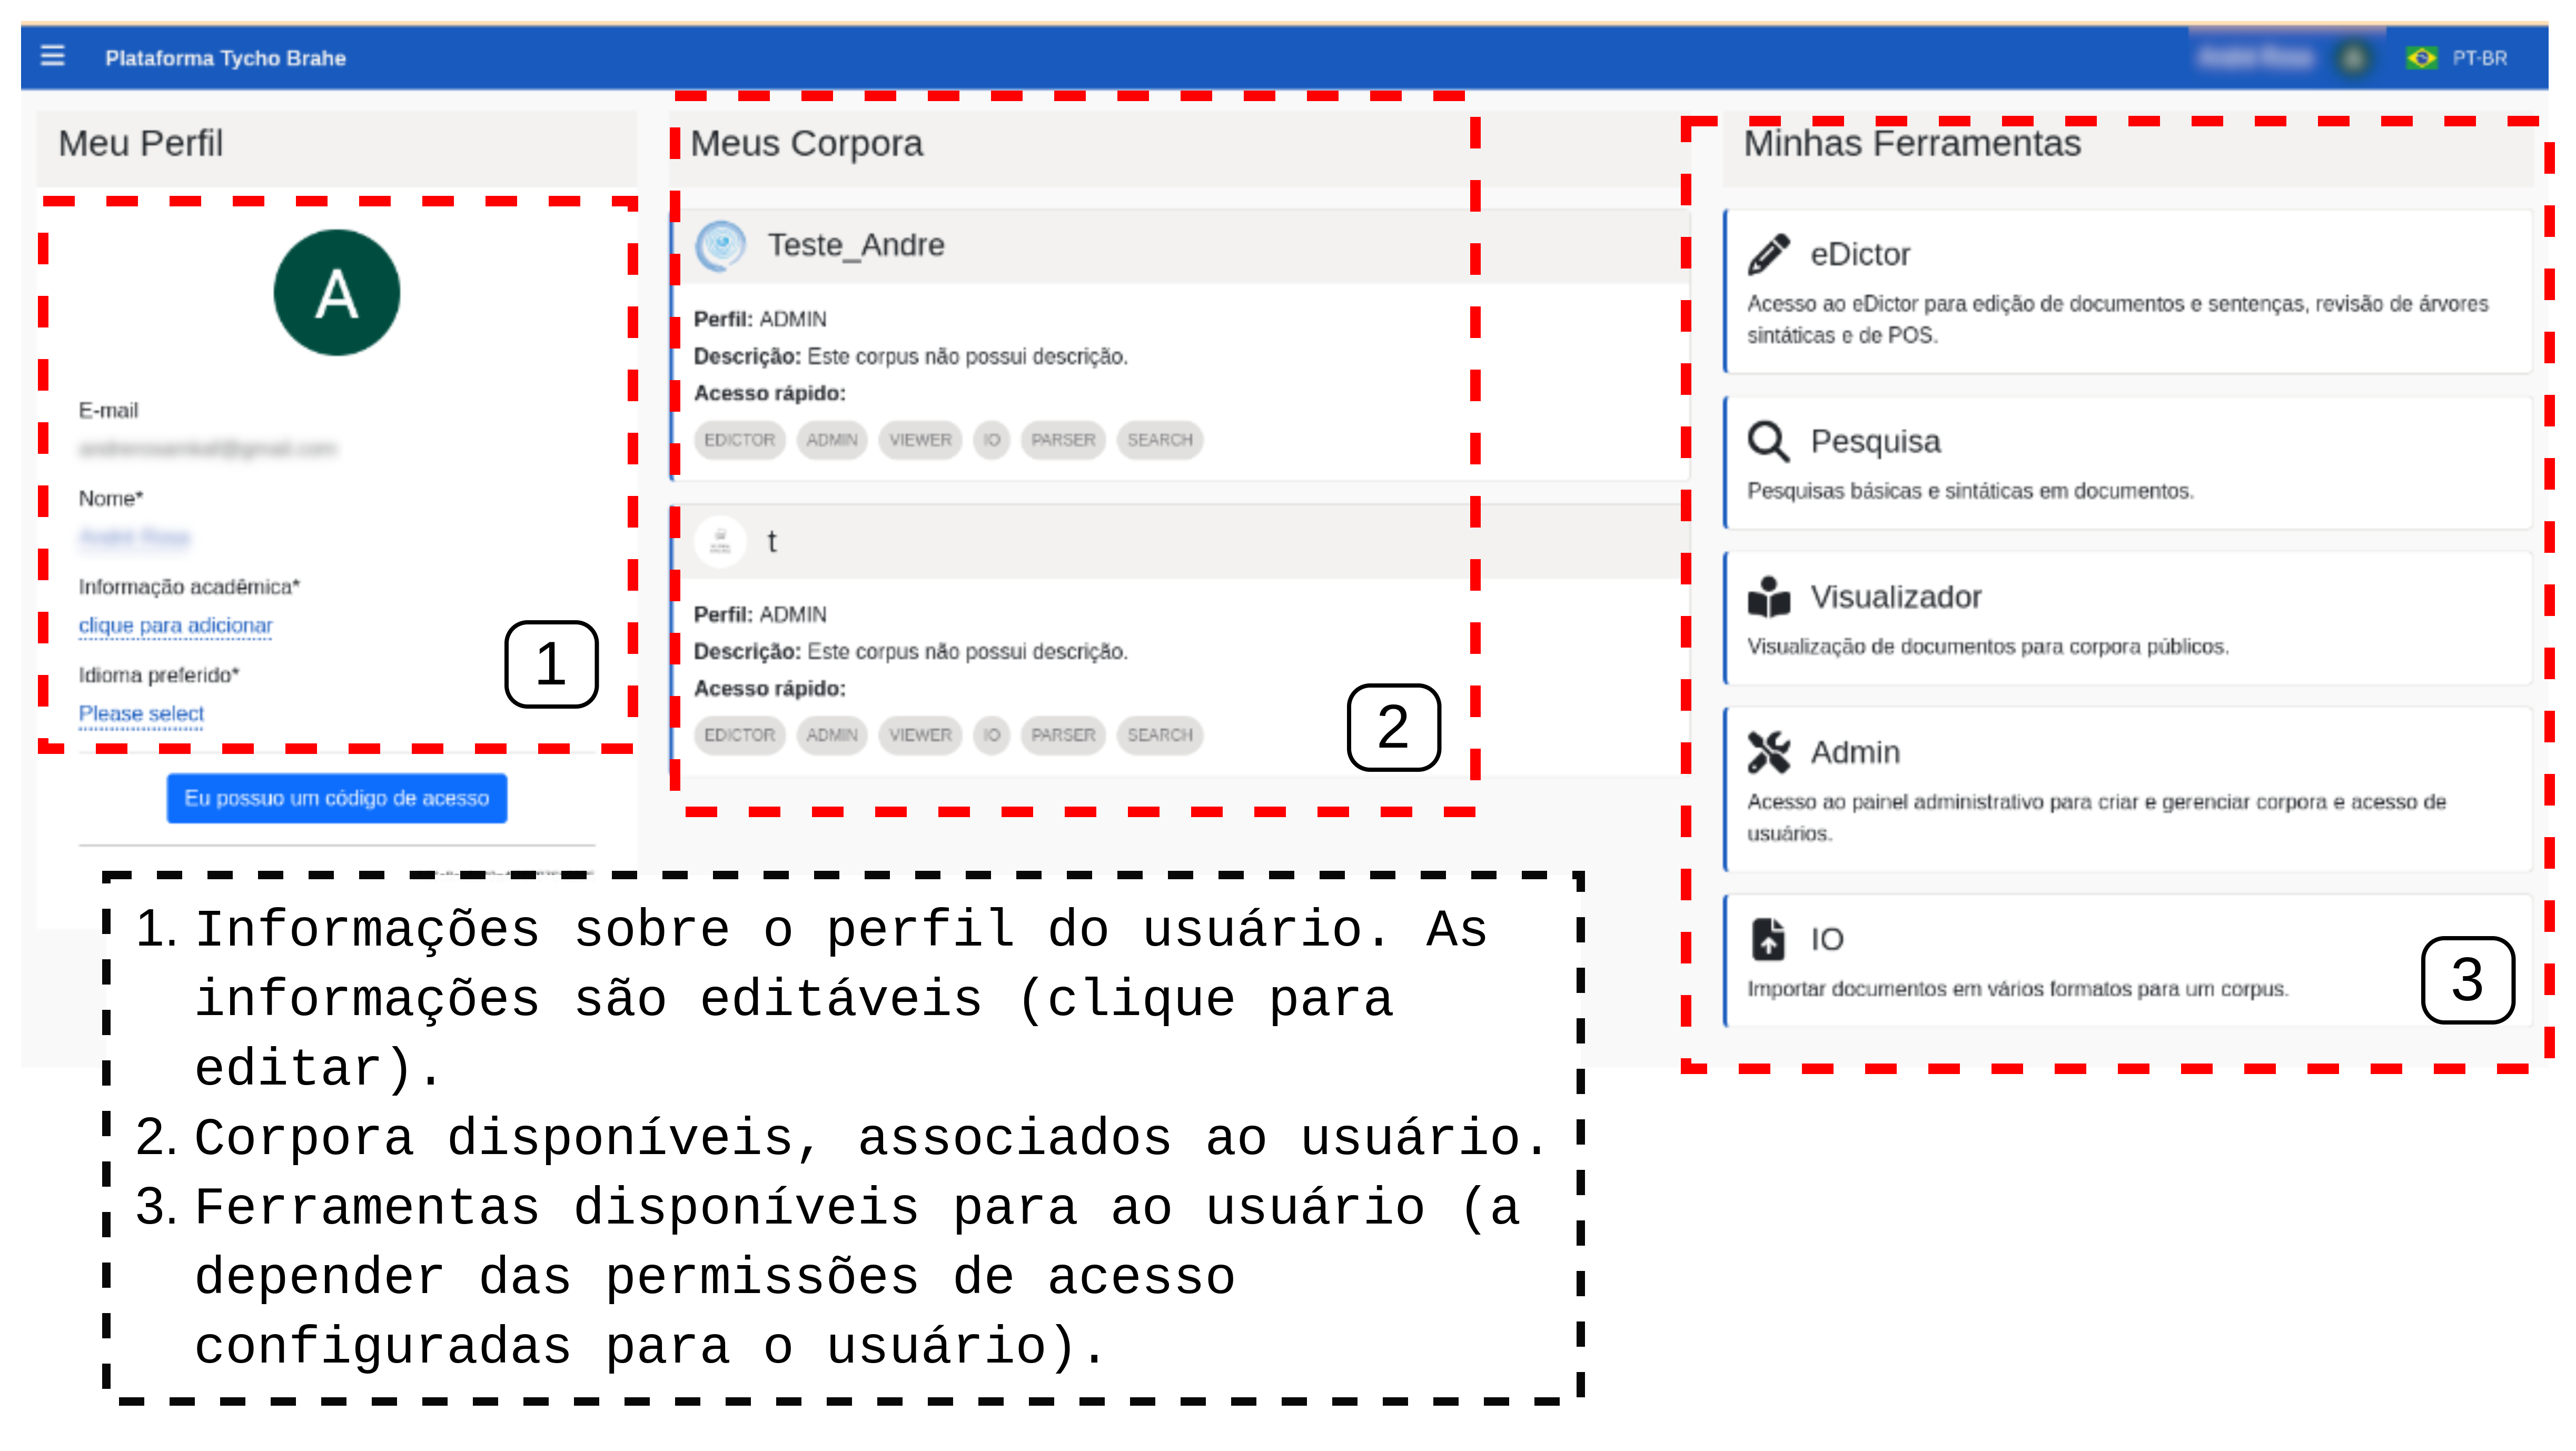 Plataforma Tycho Brahe
PT-BR
Meu Perfil
A
E-mail
Nome*
Informação acadêmica*
clique para adicionar
Idioma preferido*
Please select
1
Eu possuo um código de acesso
Meus Corpora
Teste_Andre
Perfil: ADMIN
Descrição: Este corpus não possui descrição.
Acesso rápido:
EDICTOR ADMIN VIEWER IO PARSER SEARCH
t
Perfil: ADMIN
Descrição: Este corpus não possui descrição.
Acesso rápido:
EDICTOR ADMIN VIEWER IO PARSER SEARCH
2
Minhas Ferramentas
eDictor
Acesso ao eDictor para edição de documentos e sentenças, revisão de árvores
sintáticas e de POS.
Pesquisa
Pesquisas básicas e sintáticas em documentos.
Visualizador
Visualização de documentos para corpora públicos.
Admin
Acesso ao painel administrativo para criar e gerenciar corpora e acesso de
usuários.
IO
Importar documentos em vários formatos para um corpus.
3
1. Informações sobre o perfil do usuário. As
informações são editáveis (clique para
editar).
2. Corpora disponíveis, associados ao usuário.
3. Ferramentas disponíveis para ao usuário (a
depender das permissões de acesso
configuradas para o usuário).